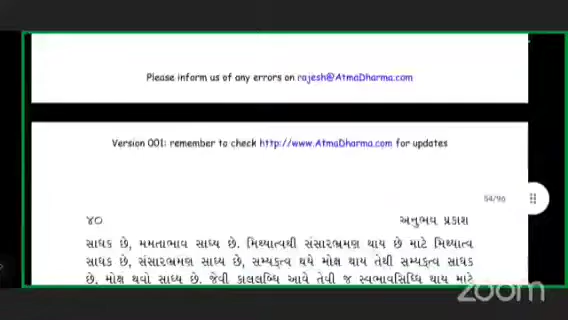 Please inform us of any errors on rajesh@AtmaDharma.com
Version 001: remember to check http://www.AtmaDharma.com for updates
54/96
૪૦ અનુભવ પ્રકાશ
સાધક છે, મમતાભાવ સાધ્ય છે. મિથ્યાત્વથી સંસારભ્રમણ થાય છે માટે મિથ્યાત્વ
સાધક છે, સંસારભ્રમણ સાધ્ય છે, સમ્યક્ત્વ થયે મોક્ષ થાય તેથી સમ્યક્ત્વ સાધક
છે, મોક્ષ થવો સાધ્ય છે. જેવી કાલલબ્ધિ આવે તેવી જ સ્વભાવસિદ્ધિ થાય માટે
zoom